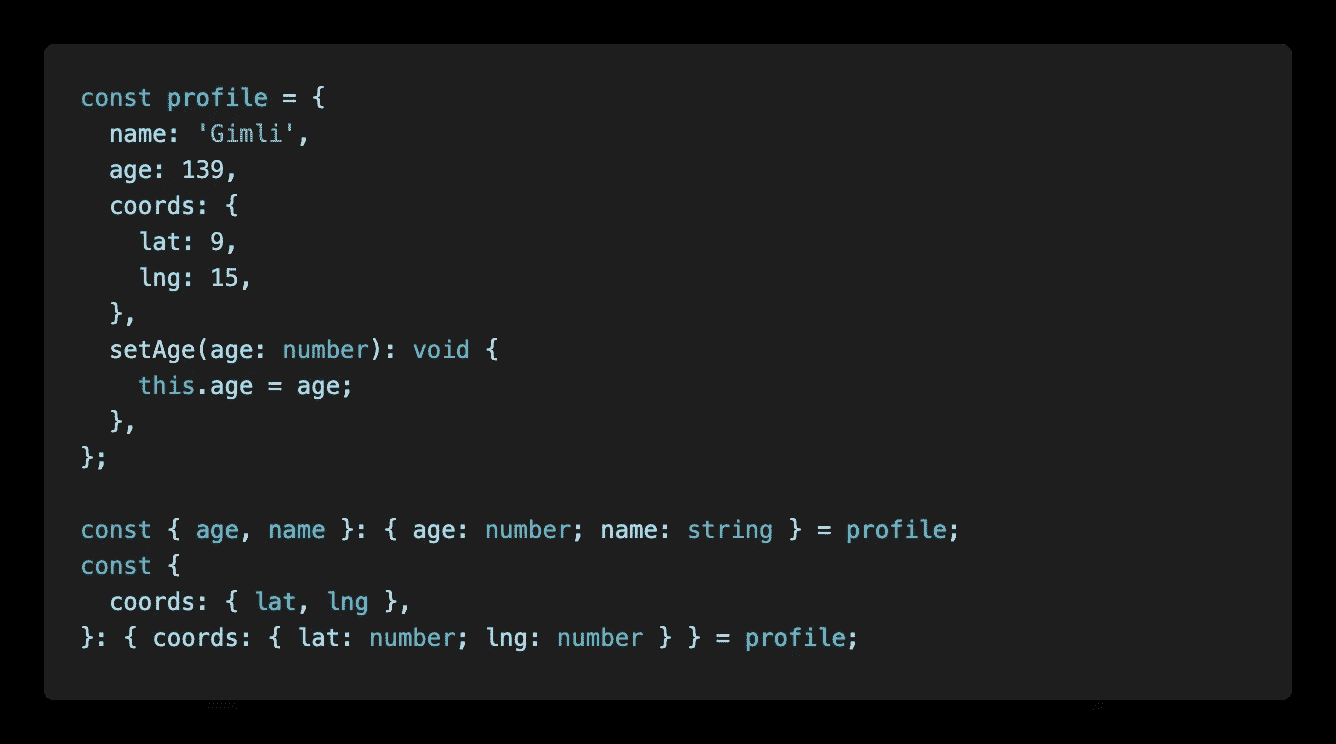 const profile = {
  name: 'Gimli',
  age: 139,
  coords: {
    lat: 9,
    lng: 15,
  },
  setAge(age: number): void {
    this.age = age;
  },
};

const { age, name }: { age: number; name: string } = profile;
const {
  coords: { lat, lng },
}: { coords: { lat: number; lng: number } } = profile;